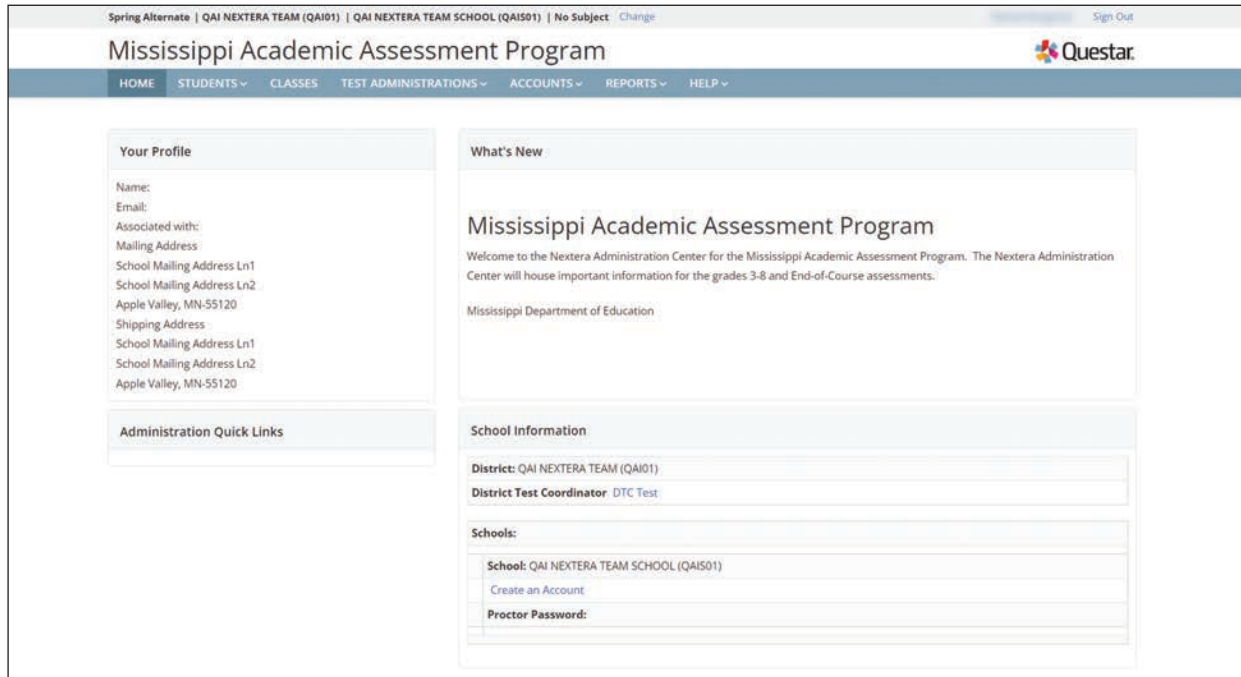 Spring Alternate | QAI NEXTERA TEAM (QAI01) | QAI NEXTERA TEAM SCHOOL (QAIS01) | No Subject Change
Sign Out
Mississippi Academic Assessment Program
Questar.
HOME STUDENTS CLASSES TEST ADMINISTRATIONS ACCOUNTS REPORTS HELP
Your Profile
Name:
Email:
Associated with:
Mailing Address
School Mailing Address Ln1
School Mailing Address Ln2
Apple Valley, MN-55120
Shipping Address
School Mailing Address Ln1
School Mailing Address Ln2
Apple Valley, MN-55120
Administration Quick Links
What's New
Mississippi Academic Assessment Program
Welcome to the Nextera Administration Center for the Mississippi Academic Assessment Program. The Nextera Administration
Center will house important information for the grades 3-8 and End-of-Course assessments.
Mississippi Department of Education
School Information
District: QAI NEXTERA TEAM (QAI01)
District Test Coordinator DTC Test
Schools:
School: QAI NEXTERA TEAM SCHOOL (QAIS01)
Create an Account
Proctor Password: